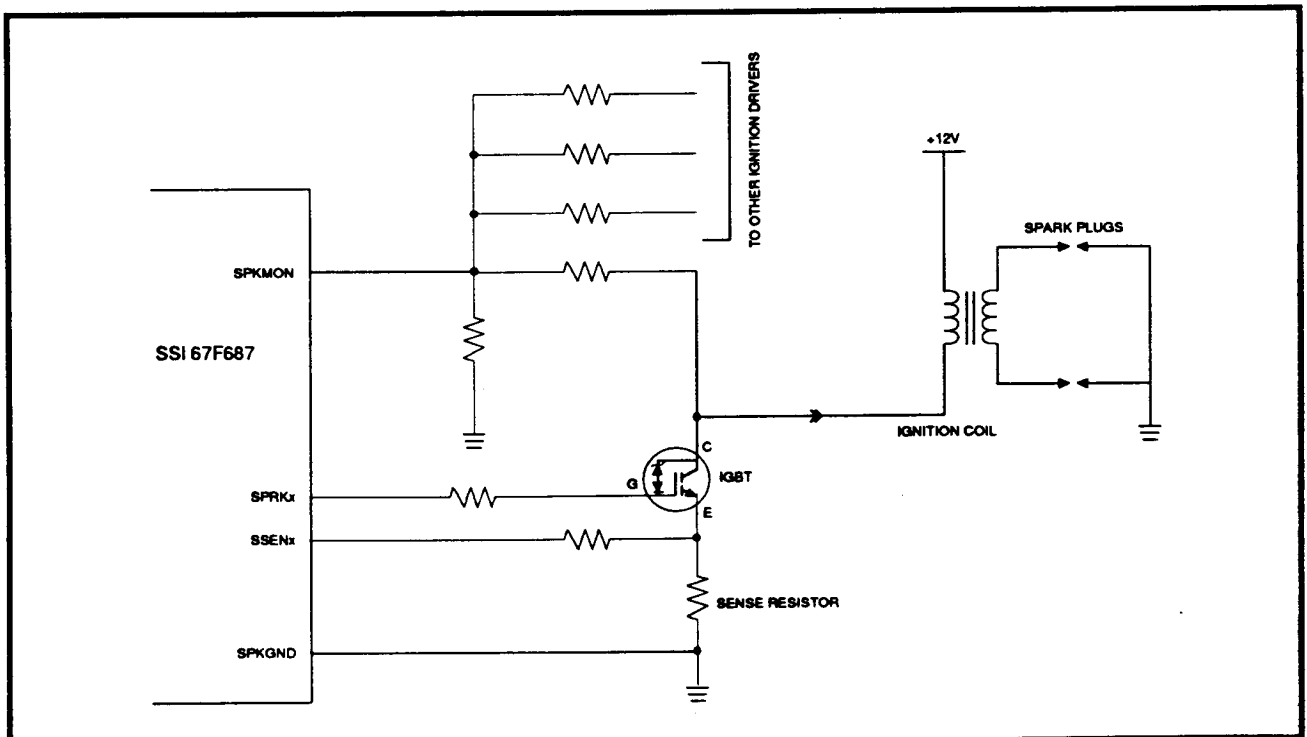 TO OTHER IGNITION DRIVERS
+12V
SPARK PLUGS
SPKMON
SSI 67F687
IGNITION COIL
C
G
IGBT
E
SPRKx
SSENx
SENSE RESISTOR
SPKGND